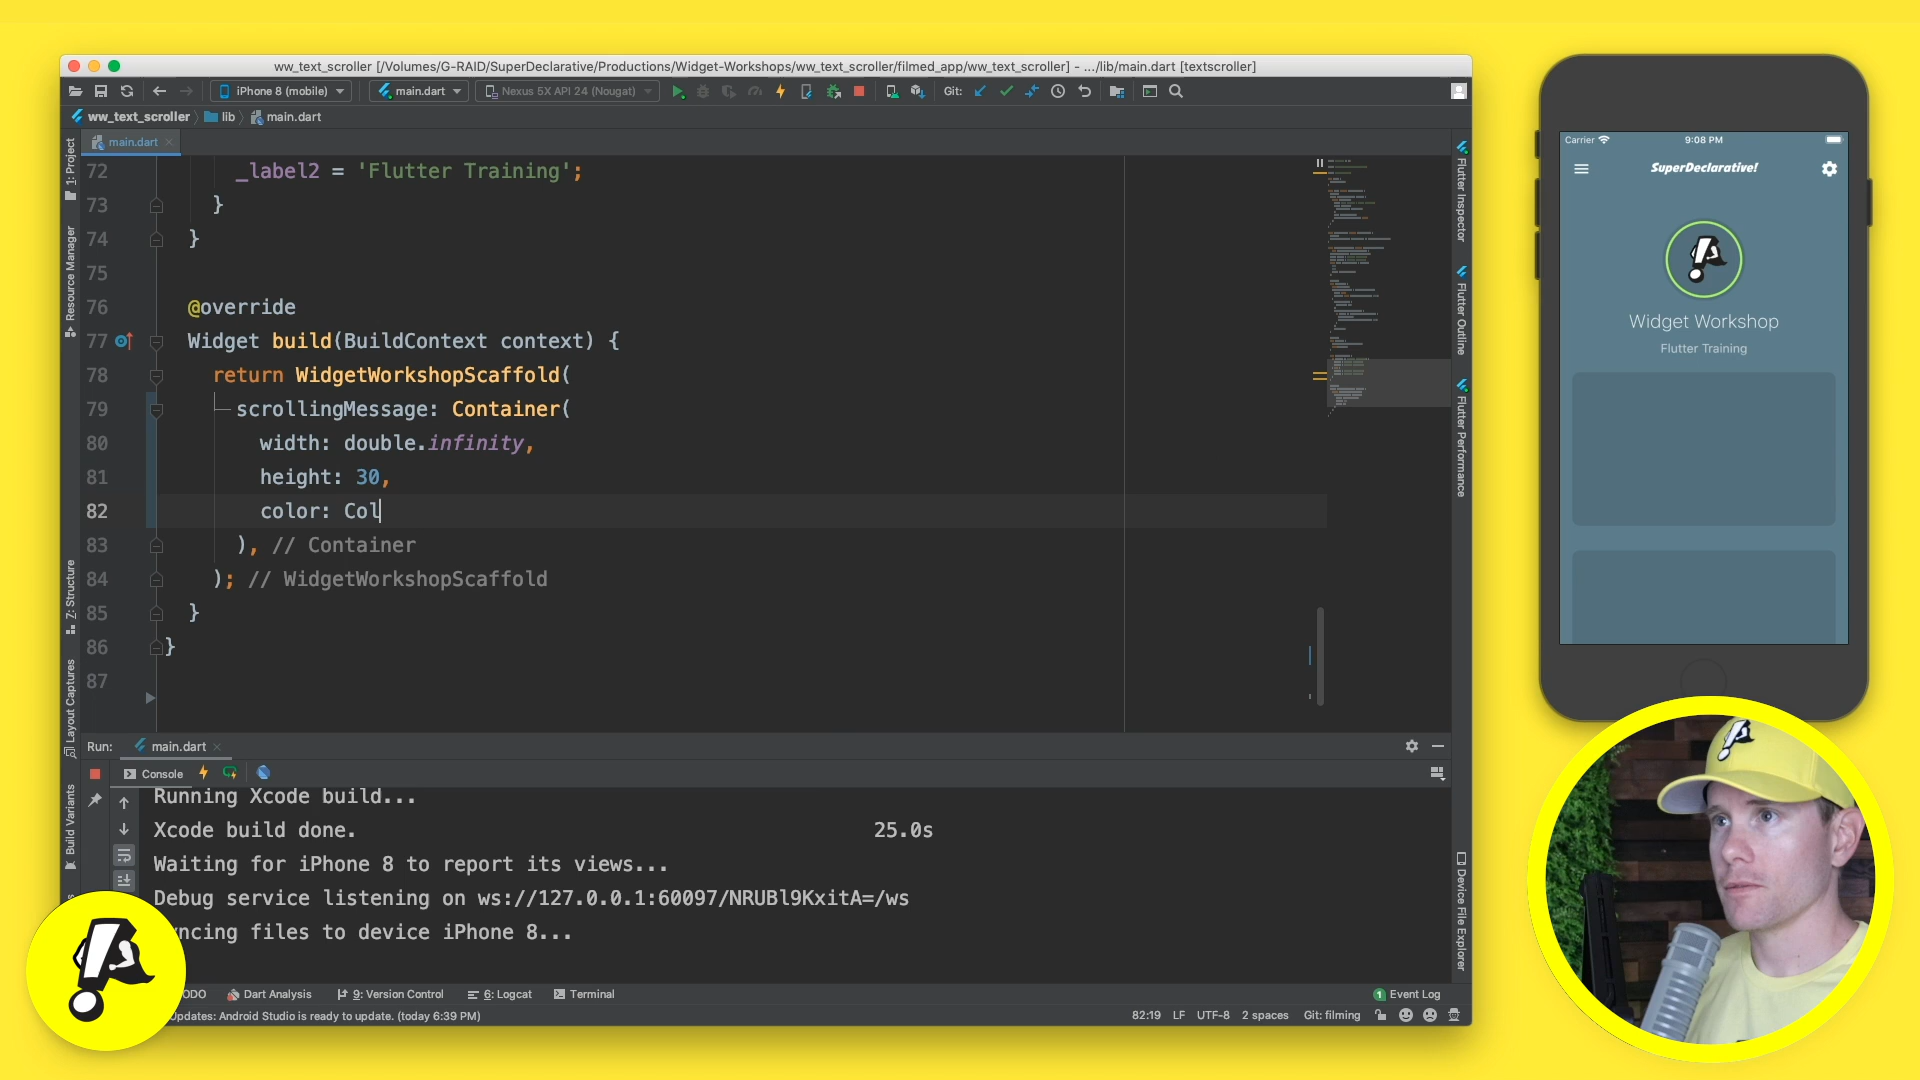 ww_text_scroller [/Volumes/G-RAID/SuperDeclarative/Productions/Widget-Workshops/ww_text_scroller/filmed_app/ww_text_scroller] - .../lib/main.dart [textscroller]
iPhone 8 (mobile) main.dart Nexus 5X API 24 (Nougat) Git:
ww_text_scroller lib main.dart
main.dart
1: Project
Resource Manager
Z: Structure
Layout Captures
Build Variants
72 _label2 = 'Flutter Training';
73 }
74 }
75
76 @override
77 Widget build(BuildContext context) {
78 return WidgetWorkshopScaffold(
79 scrollingMessage: Container(
80 width: double.infinity,
81 height: 30,
82 color: Col
83 ), // Container
84 ); // WidgetWorkshopScaffold
85 }
86 }
87
Flutter Inspector
Flutter Outline
Flutter Performance
Device File Explorer
Run: main.dart
Console
Running Xcode build...
Xcode build done. 25.0s
Waiting for iPhone 8 to report its views...
Debug service listening on ws://127.0.0.1:60097/NRUBl9KxitA=/ws
ncing files to device iPhone 8...
ODO Dart Analysis 9: Version Control 6: Logcat Terminal 1 Event Log
Updates: Android Studio is ready to update. (today 6:39 PM) 82:19 LF UTF-8 2 spaces Git: filming
Carrier 9:08 PM
SuperDeclarative!
Widget Workshop
Flutter Training